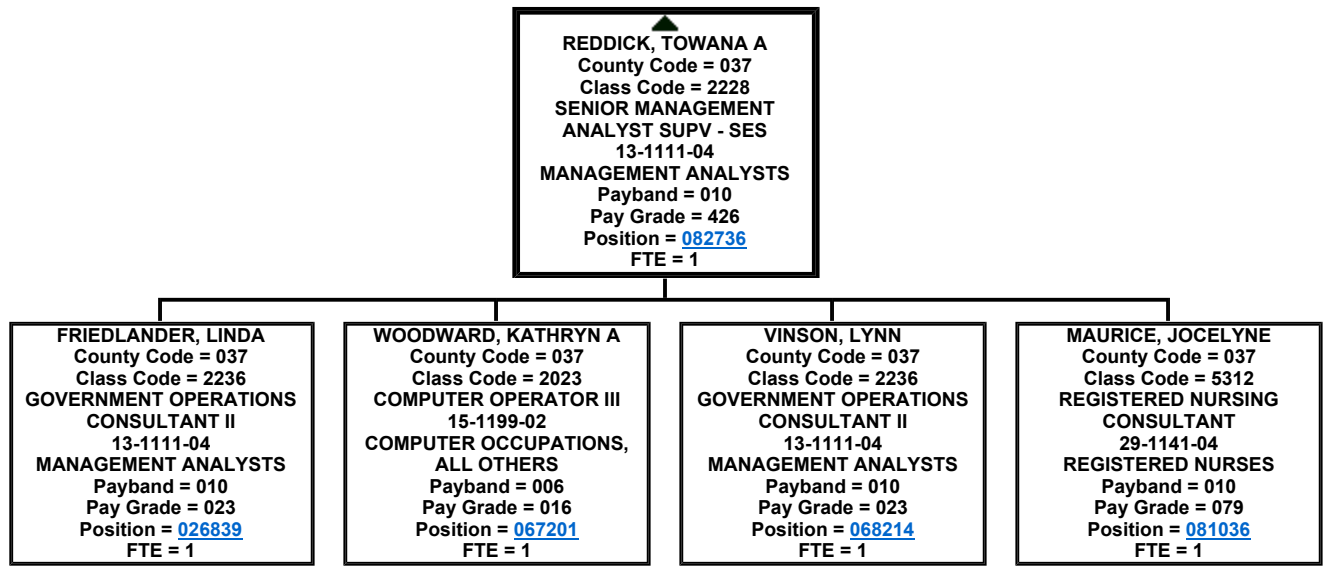 REDDICK, TOWANA A
County Code = 037
Class Code = 2228
SENIOR MANAGEMENT
ANALYST SUPV - SES
13-1111-04
MANAGEMENT ANALYSTS
Payband = 010
Pay Grade = 426
Position = 082736
FTE = 1
FRIEDLANDER, LINDA
County Code = 037
Class Code = 2236
GOVERNMENT OPERATIONS
CONSULTANT II
13-1111-04
MANAGEMENT ANALYSTS
Payband = 010
Pay Grade = 023
Position = 026839
FTE = 1
WOODWARD, KATHRYN A
County Code = 037
Class Code = 2023
COMPUTER OPERATOR III
15-1199-02
COMPUTER OCCUPATIONS,
ALL OTHERS
Payband = 006
Pay Grade = 016
Position = 067201
FTE = 1
VINSON, LYNN
County Code = 037
Class Code = 2236
GOVERNMENT OPERATIONS
CONSULTANT II
13-1111-04
MANAGEMENT ANALYSTS
Payband = 010
Pay Grade = 023
Position = 068214
FTE = 1
MAURICE, JOCELYNE
County Code = 037
Class Code = 5312
REGISTERED NURSING
CONSULTANT
29-1141-04
REGISTERED NURSES
Payband = 010
Pay Grade = 079
Position = 081036
FTE = 1